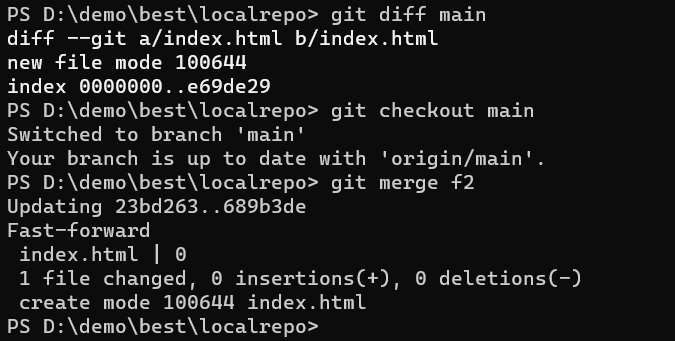 PS D:\demo\best\localrepo> git diff main
diff --git a/index.html b/index.html
new file mode 100644
index 0000000..e69de29
PS D:\demo\best\localrepo> git checkout main
Switched to branch 'main'
Your branch is up to date with 'origin/main'.
PS D:\demo\best\localrepo> git merge f2
Updating 23bd263..689b3de
Fast-forward
 index.html | 0
 1 file changed, 0 insertions(+), 0 deletions(-)
 create mode 100644 index.html
PS D:\demo\best\localrepo>